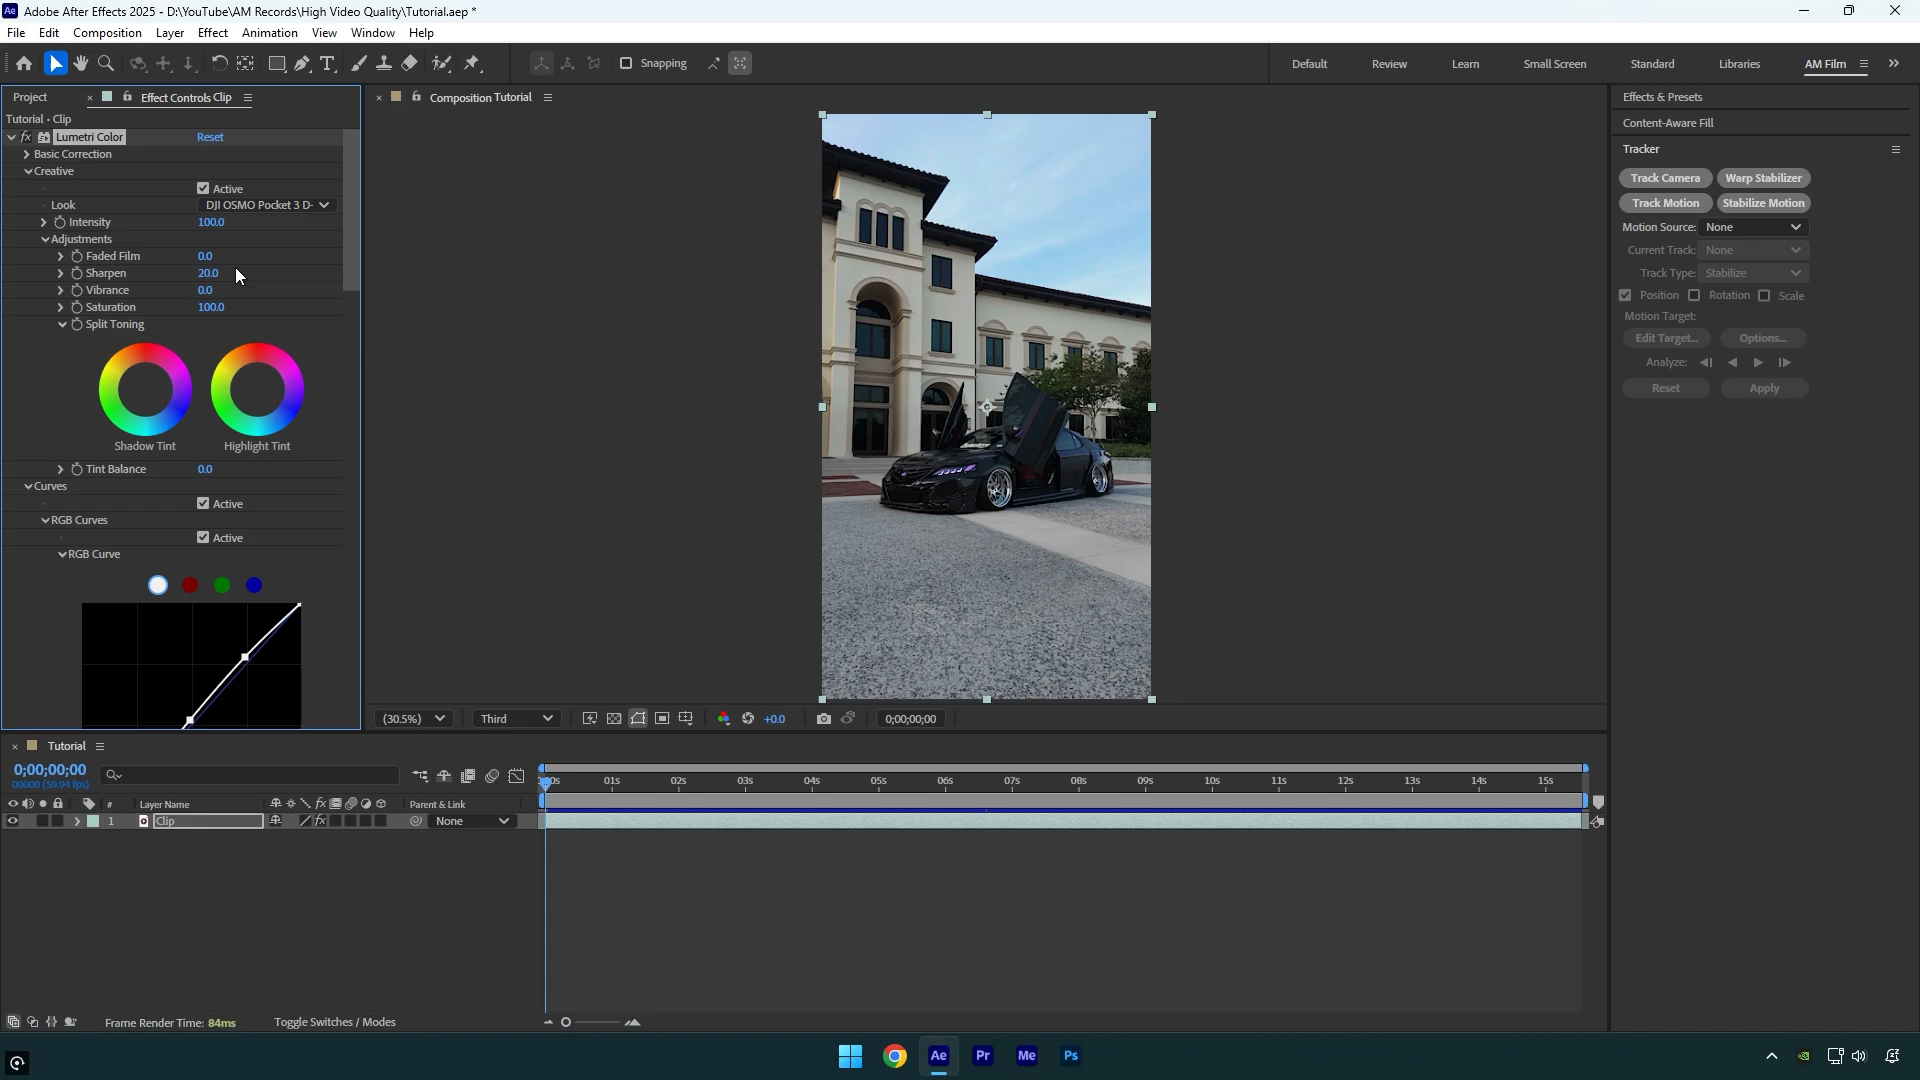 Ae Adobe After Effects 2025 - D:\YouTube\AM Records\High Video Quality\Tutorial.aep *
File Edit Composition Layer Effect Animation View Window Help
Snapping Default Review Learn Small Screen Standard Libraries AM Film
Project Effect Controls Clip
Tutorial - Clip
fx Lumetri Color Reset
Basic Correction
Creative
Active
Look DJI OSMO Pocket 3 D-
Intensity 100.0
Adjustments
Faded Film 0.0
Sharpen 20.0
Vibrance 0.0
Saturation 100.0
Split Toning
Shadow Tint Highlight Tint
Tint Balance 0.0
Curves
Active
RGB Curves
Active
RGB Curve
Composition Tutorial
(30.5%) Third +0.0 0;00;00;00
Effects & Presets
Content-Aware Fill
Tracker
Track Camera Warp Stabilizer
Track Motion Stabilize Motion
Motion Source: None
Current Track: None
Track Type: Stabilize
Position Rotation Scale
Motion Target:
Edit Target... Options...
Analyze:
Reset Apply
Tutorial
0;00;00;00
00000 (59.94 fps)
01s 02s 03s 04s 05s 06s 07s 08s 09s 10s 11s 12s 13s 14s 15s
# Layer Name fx Parent & Link
1 Clip fx None
Frame Render Time: 84ms Toggle Switches / Modes
Ae Pr Me Ps